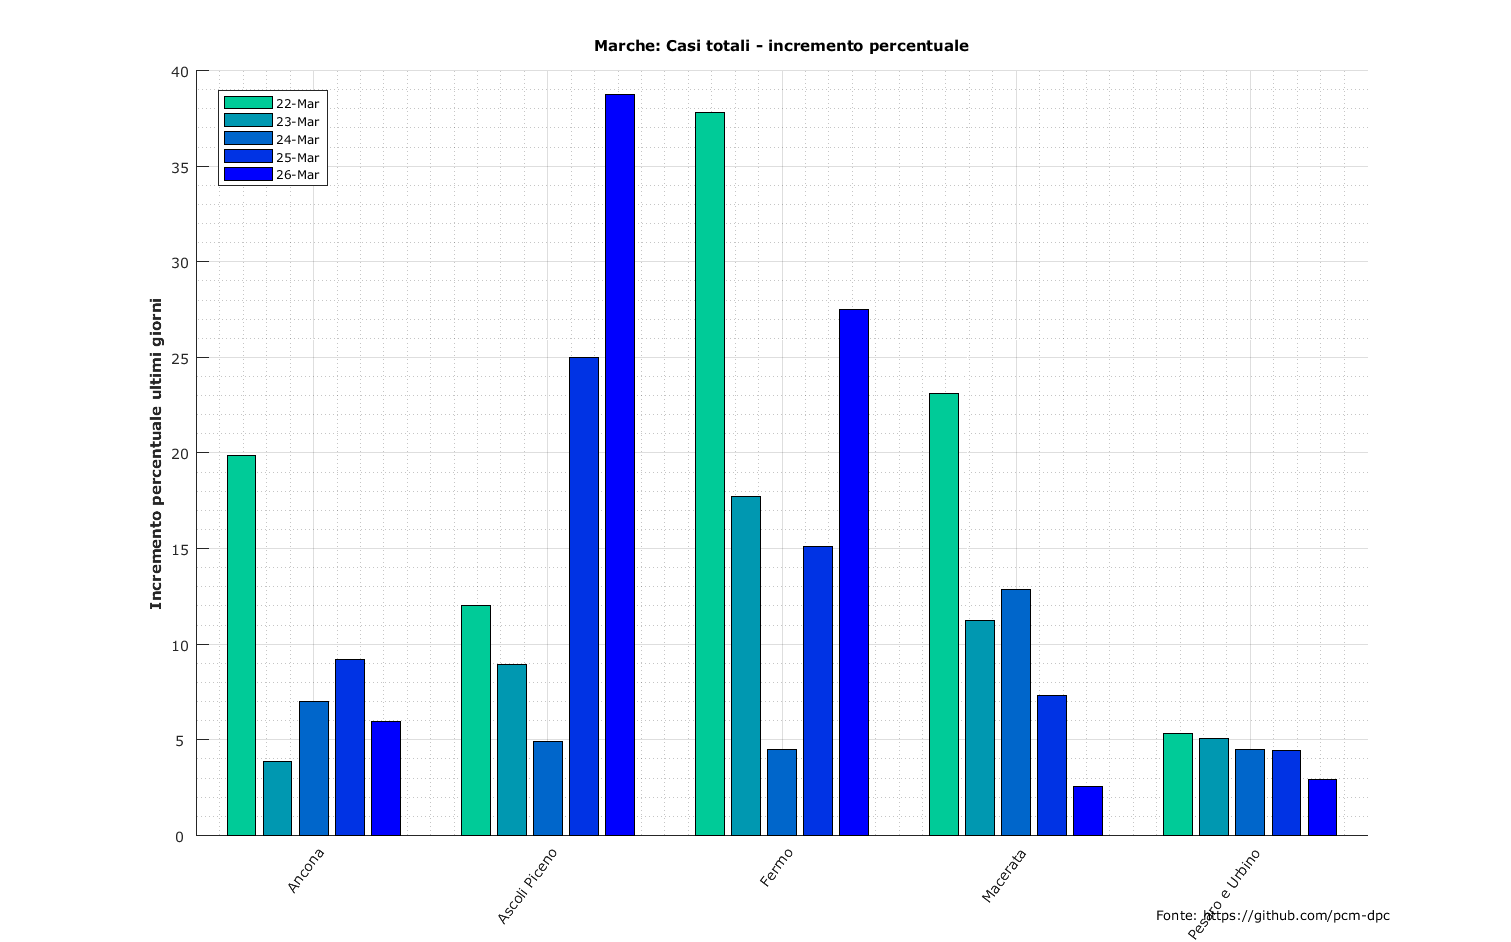 Marche: Casi totali - incremento percentuale
40
35
30
25
20
15
10
5
0
Incremento percentuale ultimi giorni
22-Mar
23-Mar
24-Mar
25-Mar
26-Mar
Ancona
Ascoli Piceno
Fermo
Macerata
Pesaro e Urbino
Fonte: https://github.com/pcm-dpc